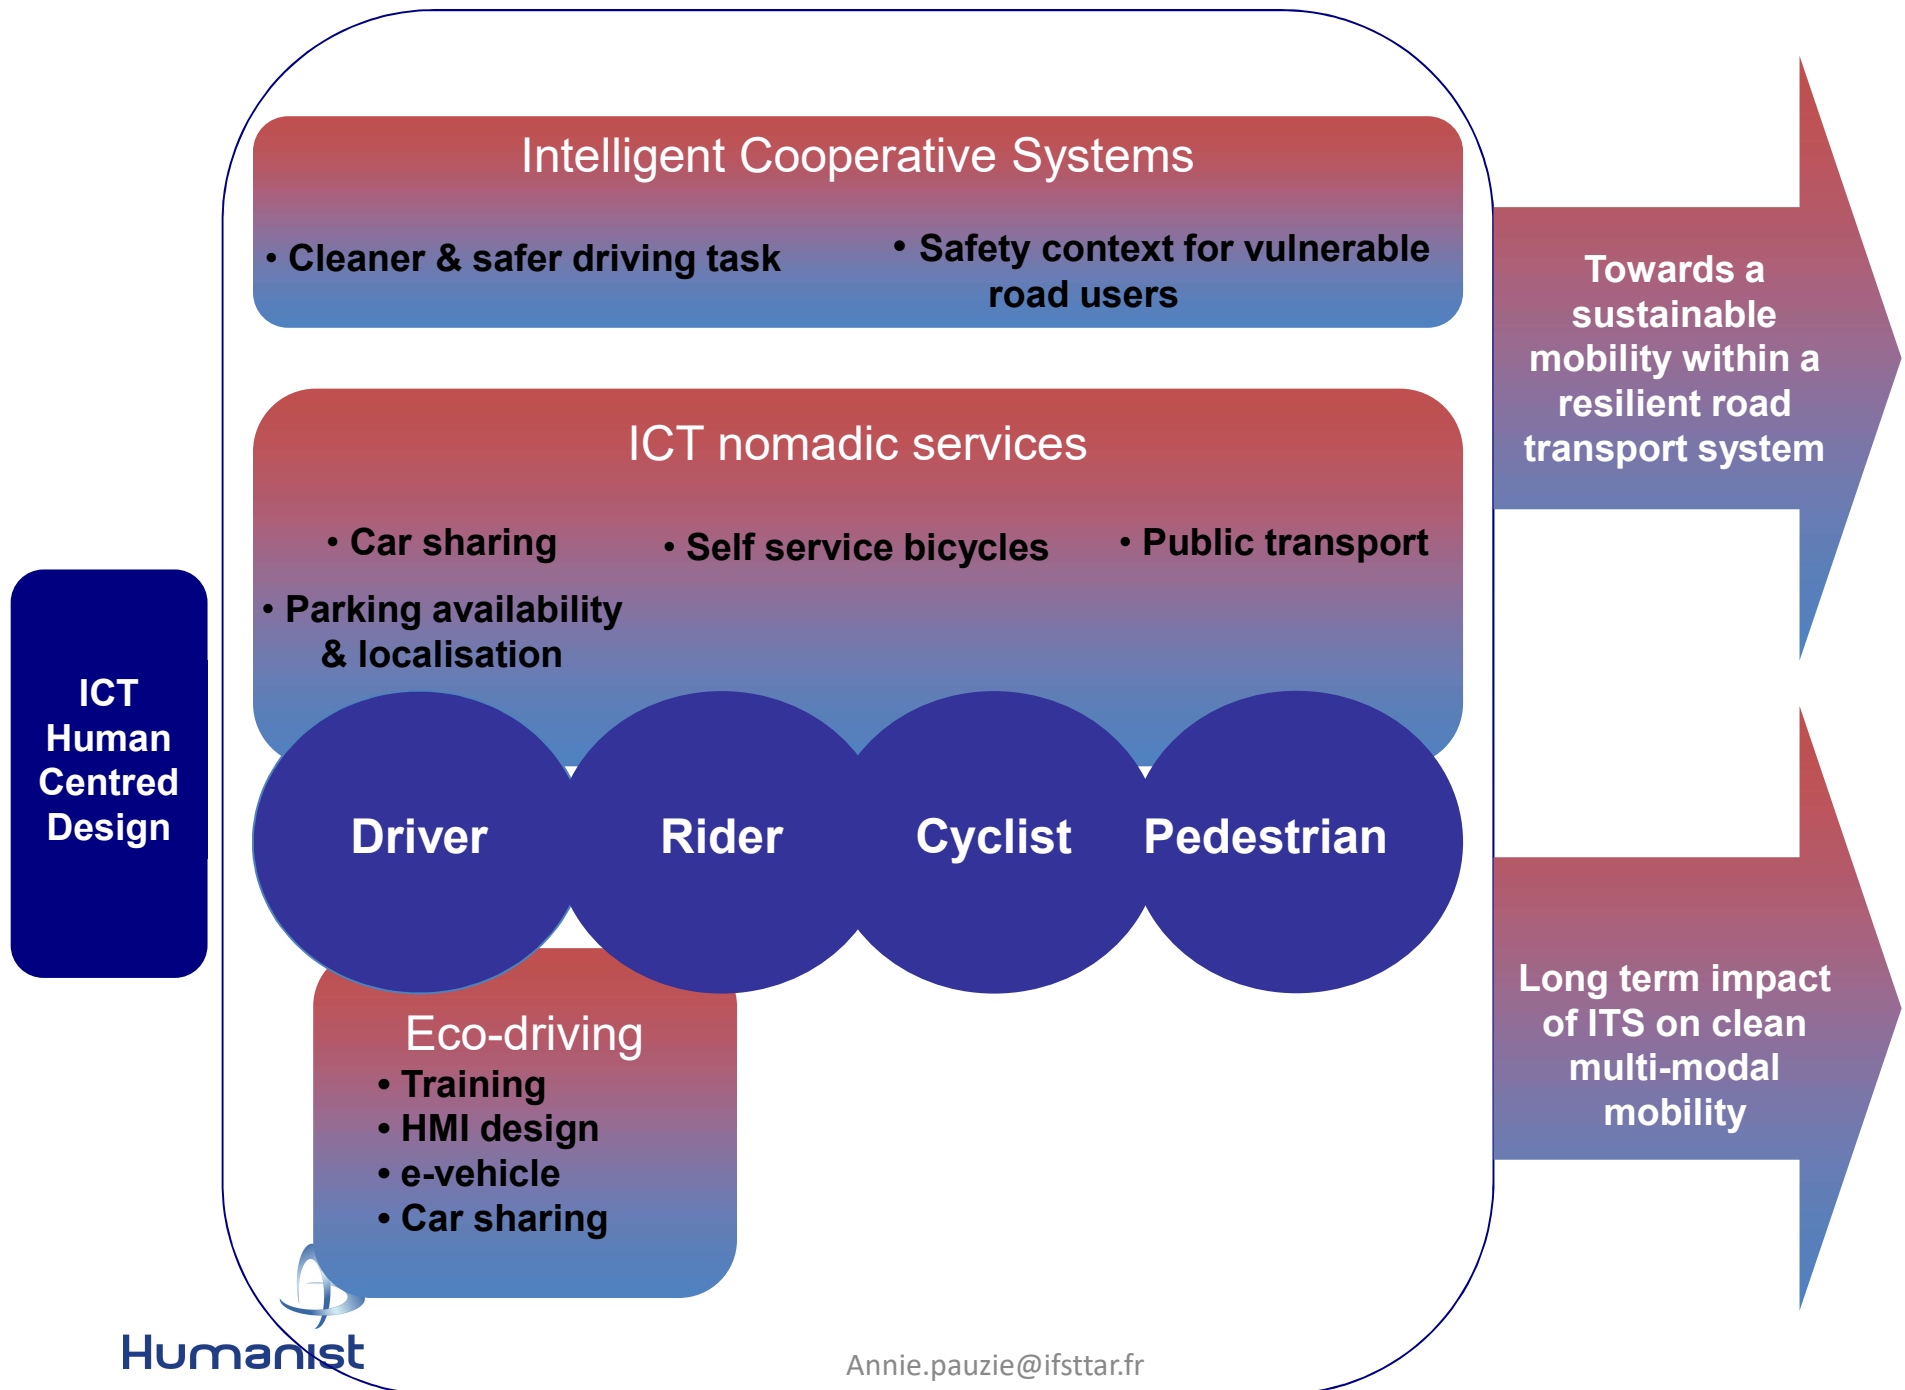 Intelligent Cooperative Systems
• Cleaner & safer driving task
• Safety context for vulnerable
road users
ICT nomadic services
• Car sharing
• Self service bicycles
• Public transport
• Parking availability
& localisation
ICT
Human
Centred
Design
Driver
Rider
Cyclist
Pedestrian
Eco-driving
• Training
• HMI design
• e-vehicle
• Car sharing
Towards a
sustainable
mobility within a
resilient road
transport system
Long term impact
of ITS on clean
multi-modal
mobility
Humanist
Annie.pauzie@ifsttar.fr